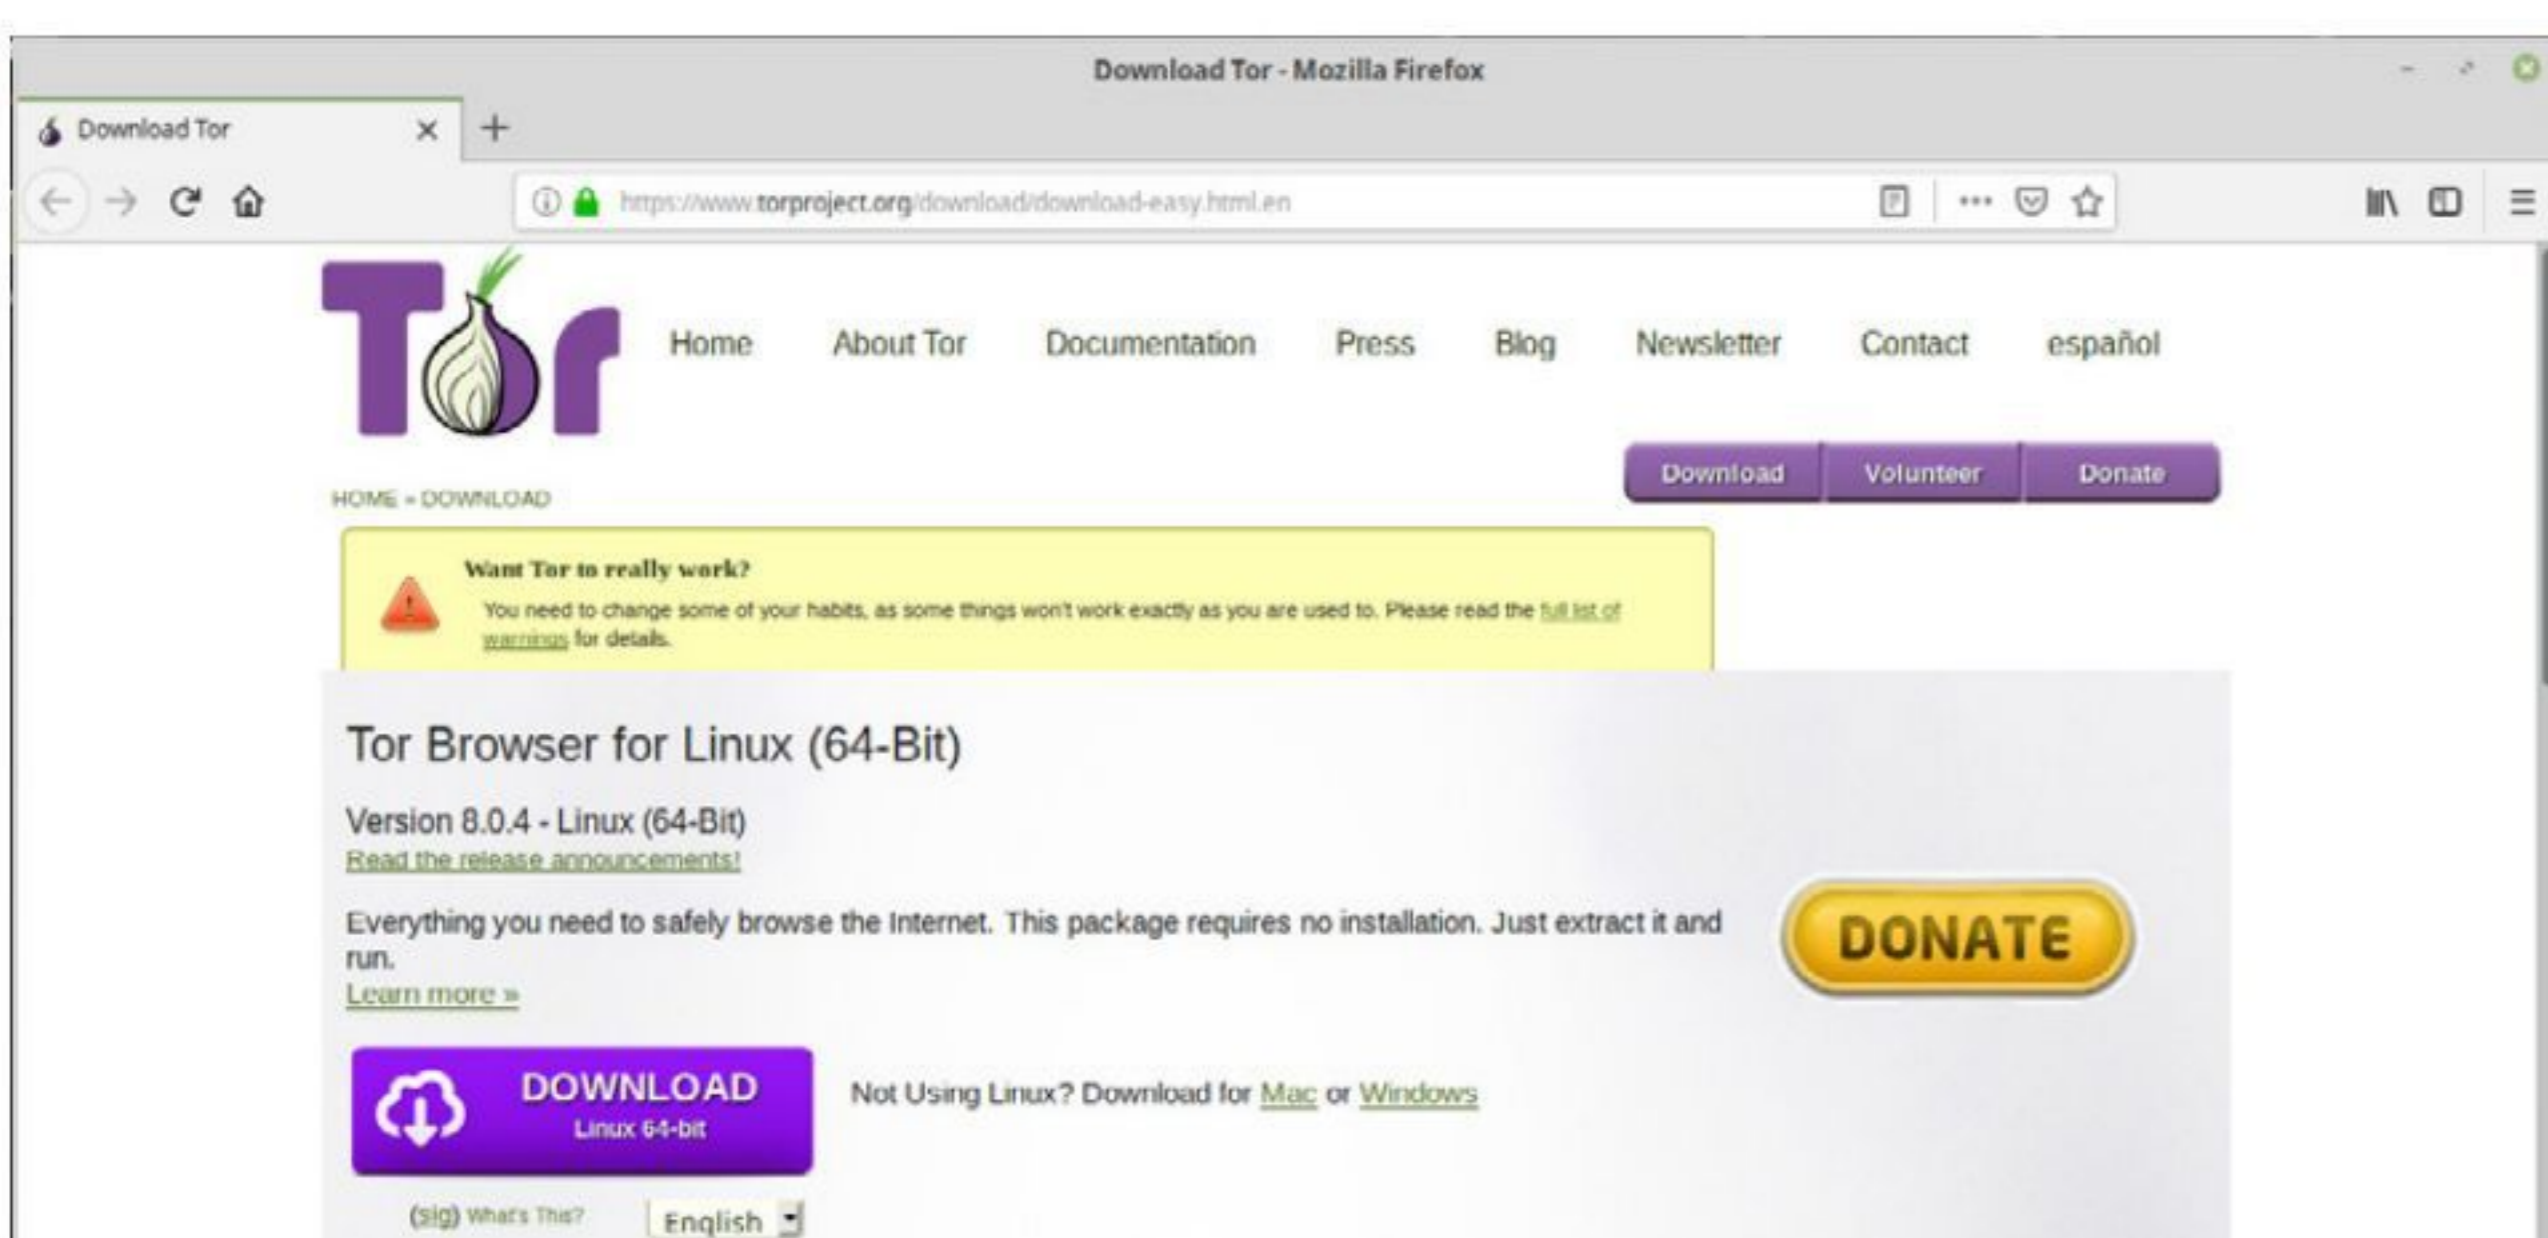 Download Tor - Mozilla Firefox
Download Tor
https://www.torproject.org/download/download-easy.html.en
Tor
Home About Tor Documentation Press Blog Newsletter Contact español
Download Volunteer Donate
HOME » DOWNLOAD
Want Tor to really work?
You need to change some of your habits, as some things won't work exactly as you are used to. Please read the full list of
warnings for details.
Tor Browser for Linux (64-Bit)
Version 8.0.4 - Linux (64-Bit)
Read the release announcements!
Everything you need to safely browse the Internet. This package requires no installation. Just extract it and
run.
Learn more »
DONATE
DOWNLOAD
Linux 64-bit
Not Using Linux? Download for Mac or Windows
(sig) What's This?
English